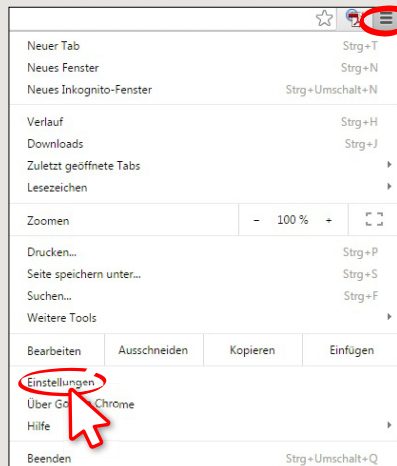 Neuer Tab Strg+T
Neues Fenster Strg+N
Neues Inkognito-Fenster Strg+Umschalt+N
Verlauf Strg+H
Downloads Strg+J
Zuletzt geöffnete Tabs
Lesezeichen
Zoomen - 100 % +
Drucken... Strg+P
Seite speichern unter... Strg+S
Suchen... Strg+F
Weitere Tools
Bearbeiten Ausschneiden Kopieren Einfügen
Einstellungen
Über Chrome
Hilfe
Beenden Strg+Umschalt+Q